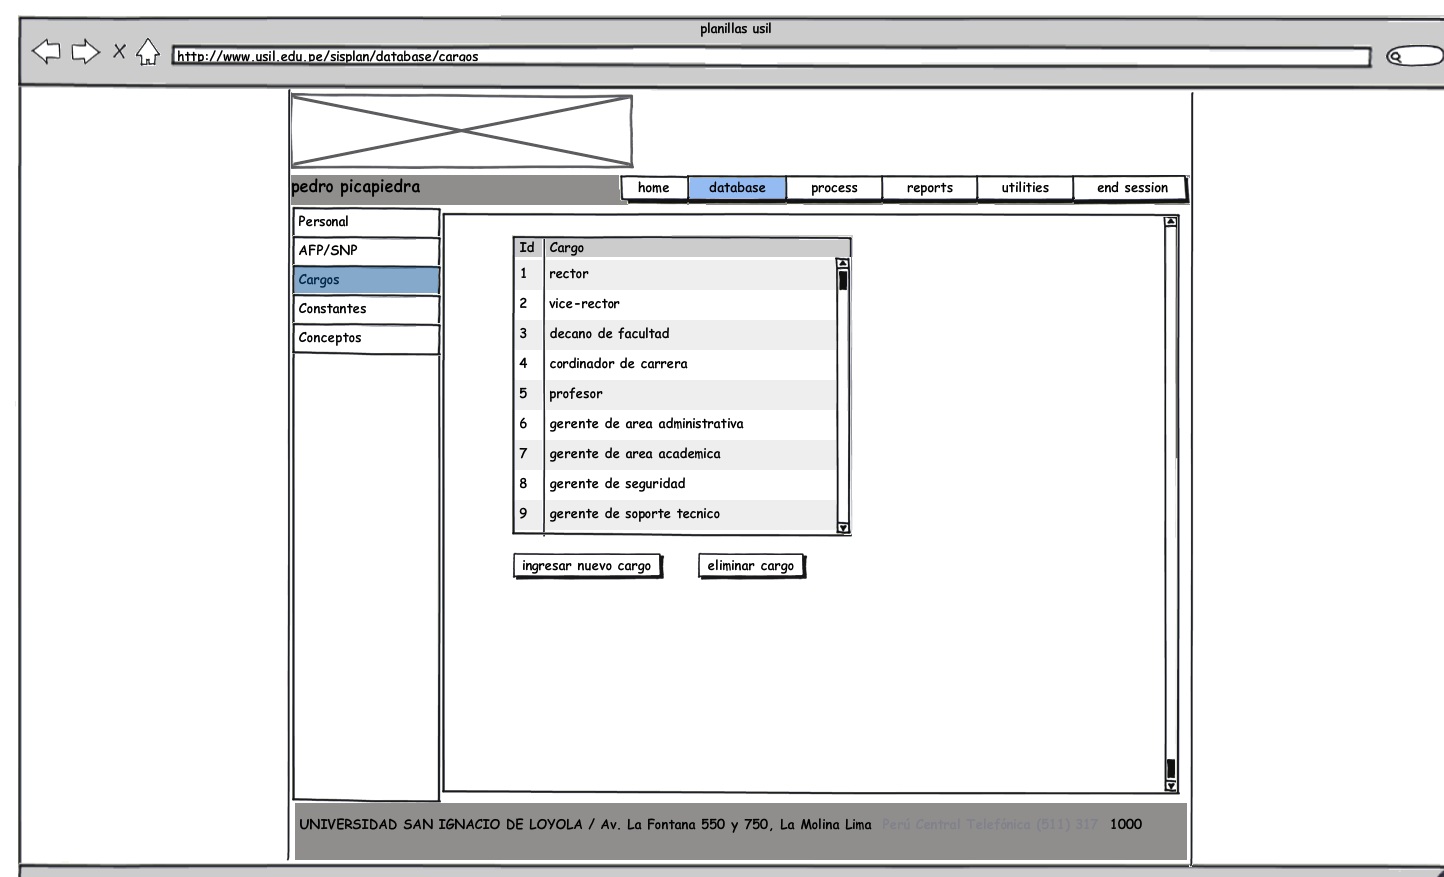 planillas usil
http://www.usil.edu.pe/sisplan/database/cargos
pedro picapiedra
home database process reports utilities end session
Personal
AFP/SNP
Cargos
Constantes
Conceptos
Id Cargo
1 rector
2 vice-rector
3 decano de facultad
4 cordinador de carrera
5 profesor
6 gerente de area administrativa
7 gerente de area academica
8 gerente de seguridad
9 gerente de soporte tecnico
ingresar nuevo cargo eliminar cargo
UNIVERSIDAD SAN IGNACIO DE LOYOLA / Av. La Fontana 550 y 750, La Molina Lima Perú Central Telefónica (511) 317 1000